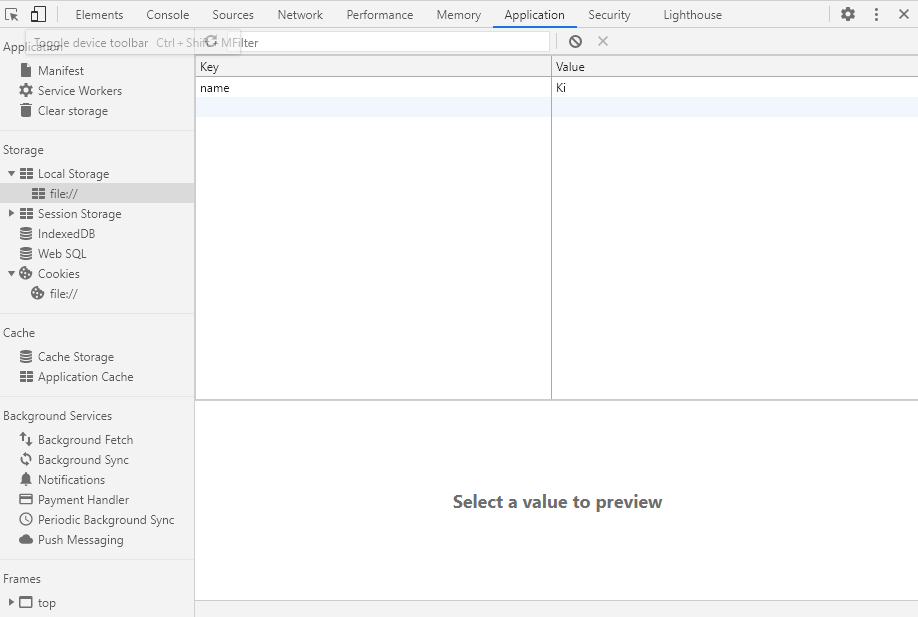 Elements Console Sources Network Performance Memory Application Security Lighthouse
Application
Toggle device toolbar Ctrl + Shift + M
Filter
Manifest
Service Workers
Clear storage
Storage
Local Storage
file://
Session Storage
IndexedDB
Web SQL
Cookies
file://
Cache
Cache Storage
Application Cache
Background Services
Background Fetch
Background Sync
Notifications
Payment Handler
Periodic Background Sync
Push Messaging
Frames
top
Key Value
name Ki
Select a value to preview